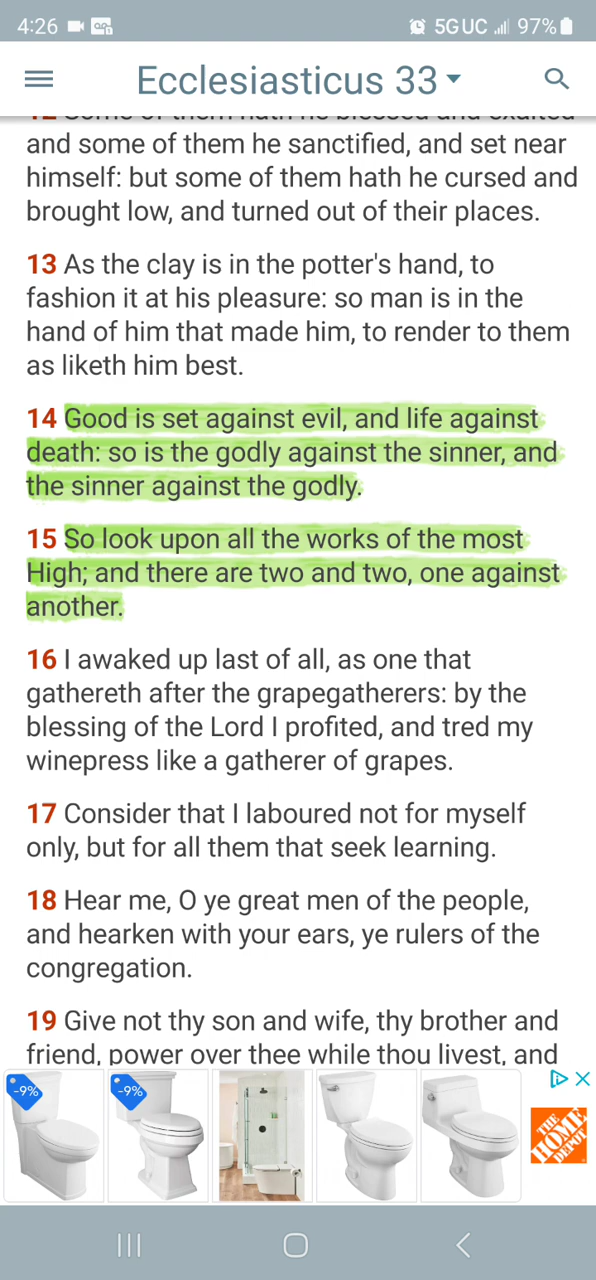 4:26
5G UC
97%
Ecclesiasticus 33
12 Some of them hath he blessed and exalted
and some of them he sanctified, and set near
himself: but some of them hath he cursed and
brought low, and turned out of their places.
13 As the clay is in the potter's hand, to
fashion it at his pleasure: so man is in the
hand of him that made him, to render to them
as liketh him best.
14 Good is set against evil, and life against
death: so is the godly against the sinner, and
the sinner against the godly.
15 So look upon all the works of the most
High; and there are two and two, one against
another.
16 I awaked up last of all, as one that
gathereth after the grapegatherers: by the
blessing of the Lord I profited, and tred my
winepress like a gatherer of grapes.
17 Consider that I laboured not for myself
only, but for all them that seek learning.
18 Hear me, O ye great men of the people,
and hearken with your ears, ye rulers of the
congregation.
19 Give not thy son and wife, thy brother and
friend, power over thee while thou livest, and
-9%
-9%
THE
HOME
DEPOT